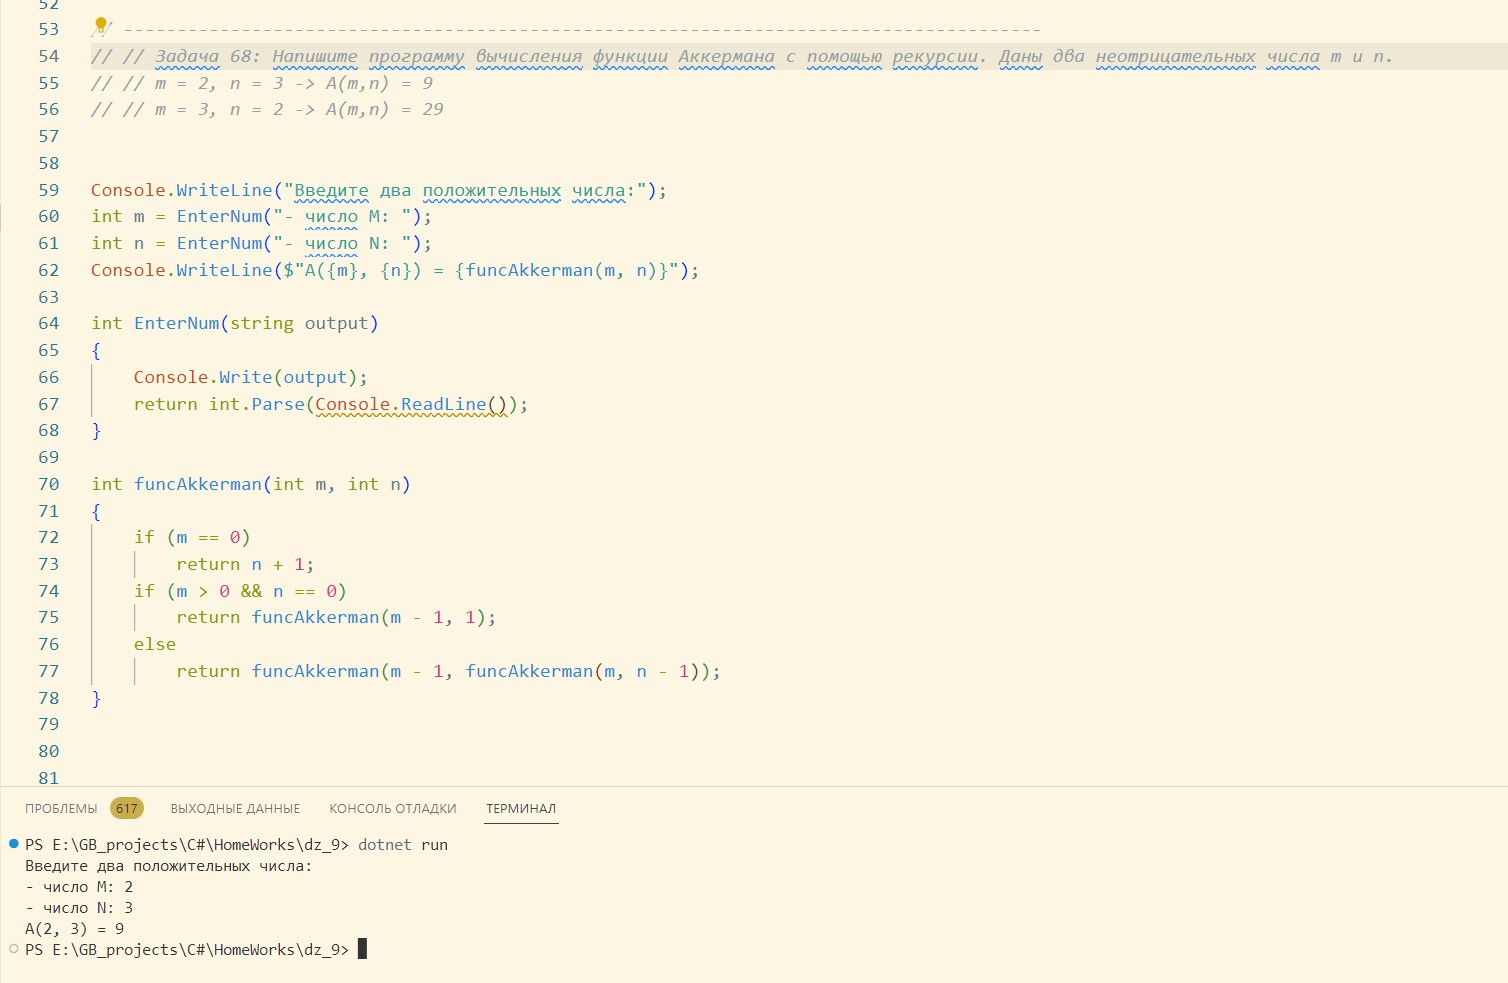 52
53 // --------------------------------------------------------------------------------------
54 // // Задача 68: Напишите программу вычисления функции Аккермана с помощью рекурсии. Даны два неотрицательных числа m и n.
55 // // m = 2, n = 3 -> A(m,n) = 9
56 // // m = 3, n = 2 -> A(m,n) = 29
57
58
59 Console.WriteLine("Введите два положительных числа:");
60 int m = EnterNum("- число M: ");
61 int n = EnterNum("- число N: ");
62 Console.WriteLine($"A({m}, {n}) = {funcAkkerman(m, n)}");
63
64 int EnterNum(string output)
65 {
66     Console.Write(output);
67     return int.Parse(Console.ReadLine());
68 }
69
70 int funcAkkerman(int m, int n)
71 {
72     if (m == 0)
73         return n + 1;
74     if (m > 0 && n == 0)
75         return funcAkkerman(m - 1, 1);
76     else
77         return funcAkkerman(m - 1, funcAkkerman(m, n - 1));
78 }
79
80
81
ПРОБЛЕМЫ 617 ВЫХОДНЫЕ ДАННЫЕ КОНСОЛЬ ОТЛАДКИ ТЕРМИНАЛ
PS E:\GB_projects\C#\HomeWorks\dz_9> dotnet run
Введите два положительных числа:
- число M: 2
- число N: 3
A(2, 3) = 9
PS E:\GB_projects\C#\HomeWorks\dz_9>